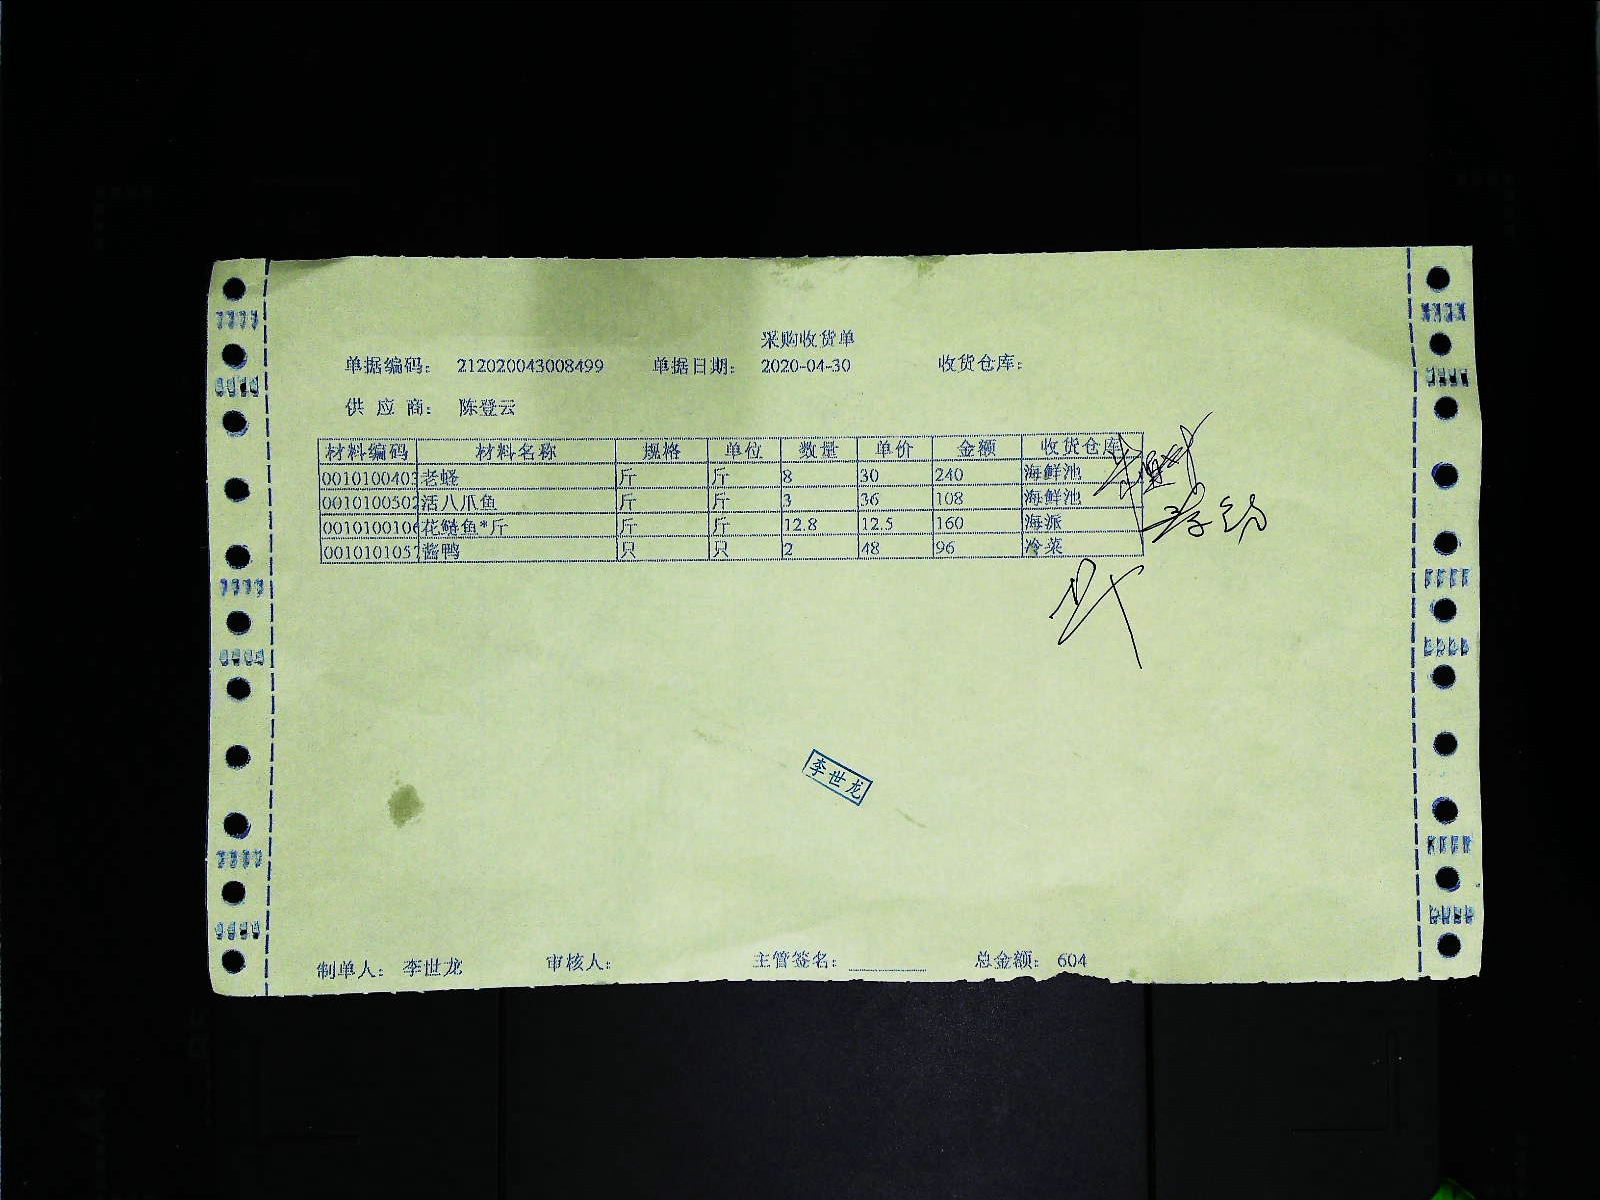 采购收货单
单据编码： 212020043008499 单据日期： 2020-04-30 收货仓库：
供 应 商： 陈登云
材料编码 材料名称 规格 单位 数量 单价 金额 收货仓库
001010040 老蛏 斤 斤 8 30 240 海鲜池
001010050 活八爪鱼 斤 斤 3 36 108 海鲜池
001010010 花鲢鱼*斤 斤 斤 12.8 12.5 160 海派
001010105 酱鸭 只 只 2 48 96 冷菜
李世龙
制单人： 李世龙 审核人： 主管签名： 总金额： 604